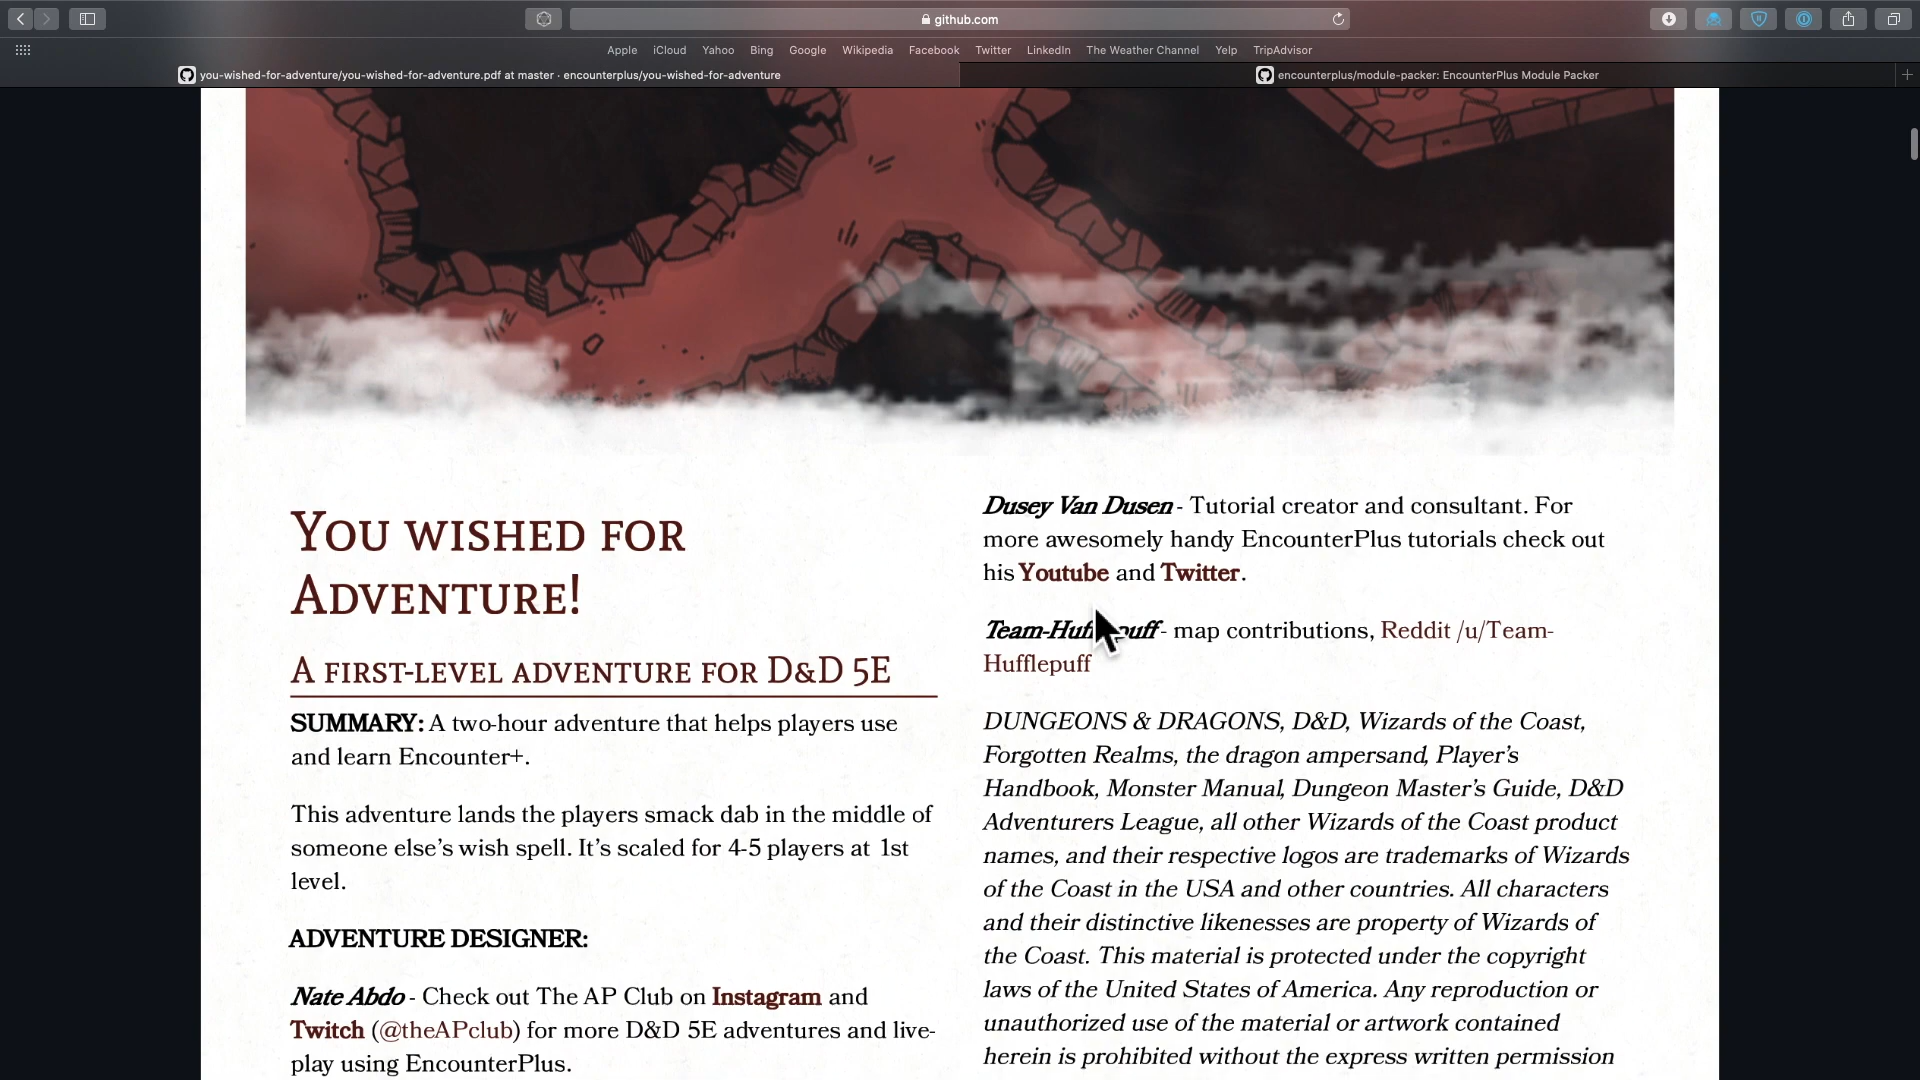 github.com
Apple iCloud Yahoo Bing Google Wikipedia Facebook Twitter LinkedIn The Weather Channel Yelp TripAdvisor
you-wished-for-adventure/you-wished-for-adventure.pdf at master · encounterplus/you-wished-for-adventure
encounterplus/module-packer: EncounterPlus Module Packer
You wished for
Adventure!
A first-level adventure for D&D 5E
SUMMARY: A two-hour adventure that helps players use
and learn Encounter+.
This adventure lands the players smack dab in the middle of
someone else's wish spell. It's scaled for 4-5 players at 1st
level.
ADVENTURE DESIGNER:
Nate Abdo - Check out The AP Club on Instagram and
Twitch (@theAPclub) for more D&D 5E adventures and live-
play using EncounterPlus.
Dusey Van Dusen - Tutorial creator and consultant. For
more awesomely handy EncounterPlus tutorials check out
his Youtube and Twitter.
Team-Hufflepuff - map contributions, Reddit /u/Team-
Hufflepuff
DUNGEONS & DRAGONS, D&D, Wizards of the Coast,
Forgotten Realms, the dragon ampersand, Player's
Handbook, Monster Manual, Dungeon Master's Guide, D&D
Adventurers League, all other Wizards of the Coast product
names, and their respective logos are trademarks of Wizards
of the Coast in the USA and other countries. All characters
and their distinctive likenesses are property of Wizards of
the Coast. This material is protected under the copyright
laws of the United States of America. Any reproduction or
unauthorized use of the material or artwork contained
herein is prohibited without the express written permission